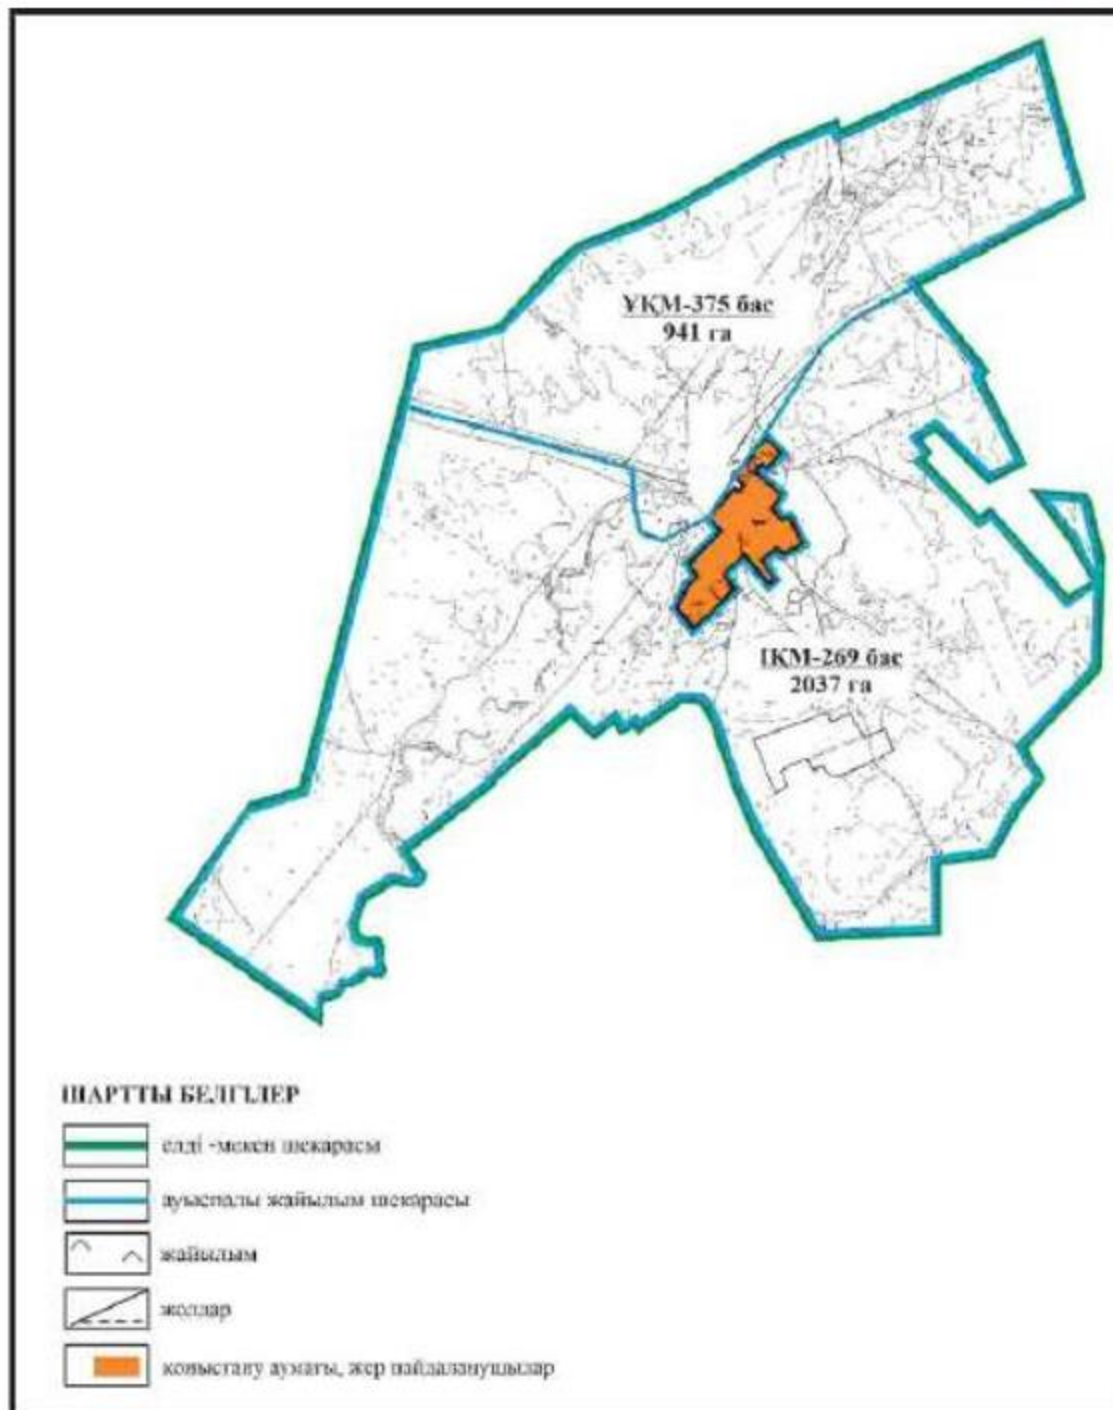 ҰҚМ-375 бас
941 га
ІҚМ-269 бас
2037 га
ШАРТТЫ БЕЛГІЛЕР
елді -мекен шекарасы
ауыспалы жайылым шекарасы
жайылым
жолдар
қоныстану аумағы, жер пайдаланушылар